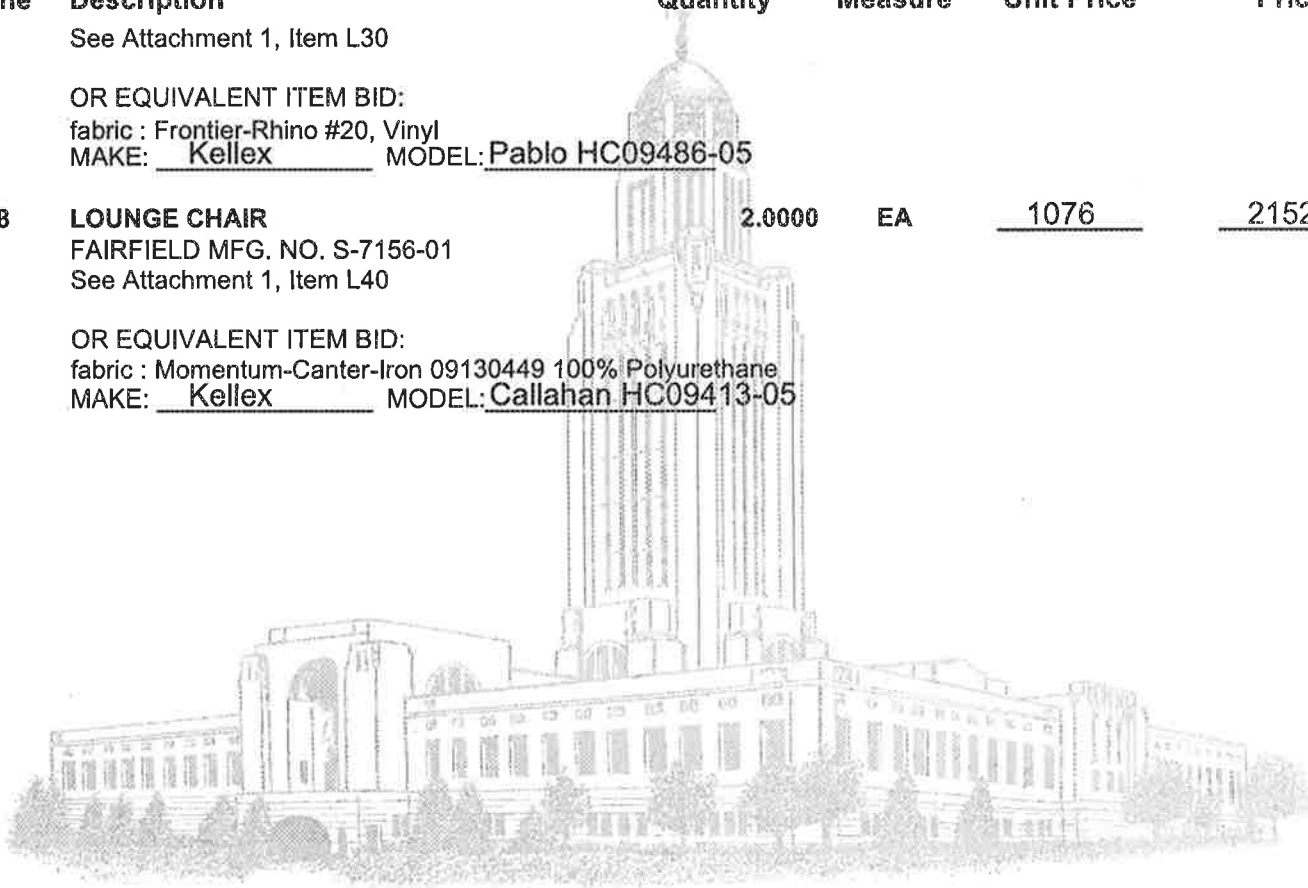 Description Quantity Measure Unit Price
See Attachment 1, Item L30
OR EQUIVALENT ITEM BID:
fabric : Frontier-Rhino #20, Vinyl
MAKE: Kellex MODEL: Pablo HC09486-05
8 LOUNGE CHAIR 2.0000 EA 1076 2152
FAIRFIELD MFG. NO. S-7156-01
See Attachment 1, Item L40
OR EQUIVALENT ITEM BID:
fabric : Momentum-Canter-Iron 09130449 100% Polyurethane
MAKE: Kellex MODEL: Callahan HC09413-05